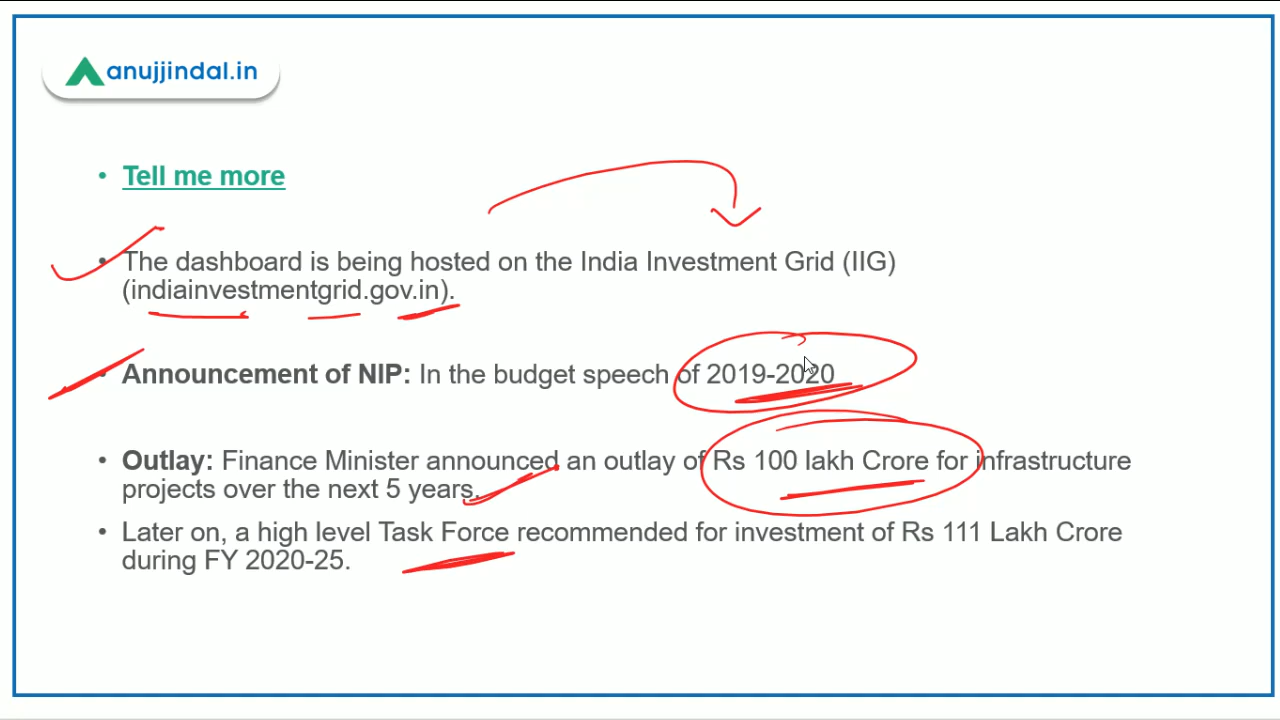 anujjindal.in
• Tell me more
• The dashboard is being hosted on the India Investment Grid (IIG)
(indiainvestmentgrid.gov.in).
• Announcement of NIP: In the budget speech of 2019-2020
• Outlay: Finance Minister announced an outlay of Rs 100 lakh Crore for infrastructure
projects over the next 5 years.
• Later on, a high level Task Force recommended for investment of Rs 111 Lakh Crore
during FY 2020-25.